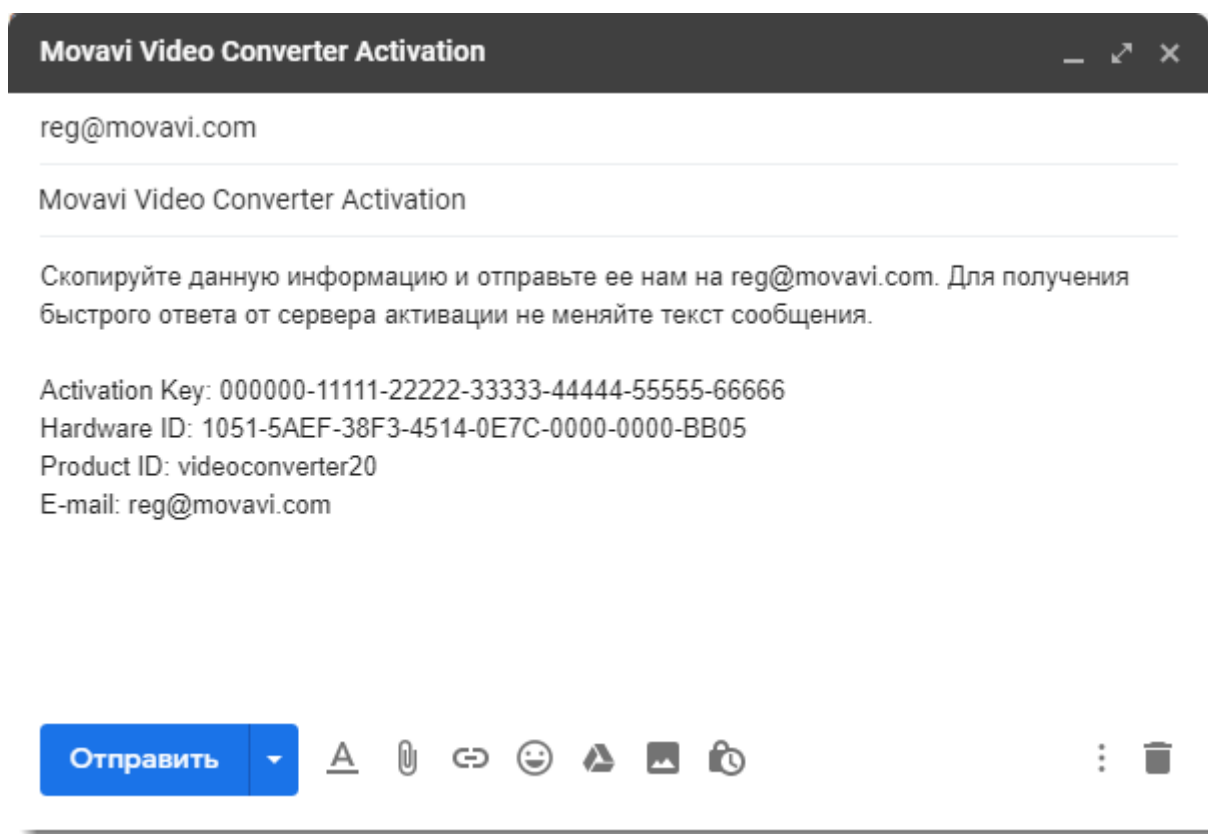 Movavi Video Converter Activation
reg@movavi.com
Movavi Video Converter Activation
Скопируйте данную информацию и отправьте ее нам на reg@movavi.com. Для получения
быстрого ответа от сервера активации не меняйте текст сообщения.
Activation Key: 000000-11111-22222-33333-44444-55555-66666
Hardware ID: 1051-5AEF-38F3-4514-0E7C-0000-0000-BB05
Product ID: videoconverter20
E-mail: reg@movavi.com
Отправить